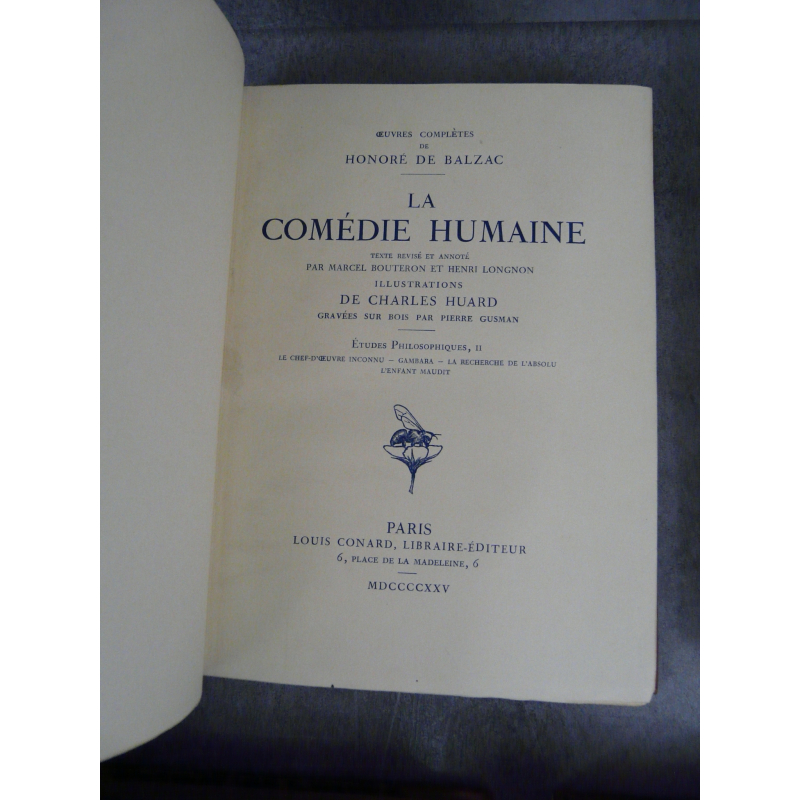 ŒUVRES COMPLÈTES
DE
HONORÉ DE BALZAC
LA
COMÉDIE HUMAINE
TEXTE REVISÉ ET ANNOTÉ
PAR MARCEL BOUTERON ET HENRI LONGNON
ILLUSTRATIONS
DE CHARLES HUARD
GRAVÉES SUR BOIS PAR PIERRE GUSMAN
ÉTUDES PHILOSOPHIQUES, II
LE CHEF-D'ŒUVRE INCONNU — GAMBARA — LA RECHERCHE DE L'ABSOLU
L'ENFANT MAUDIT
PARIS
LOUIS CONARD, LIBRAIRE-ÉDITEUR
6, PLACE DE LA MADELEINE, 6
MDCCCCXXV